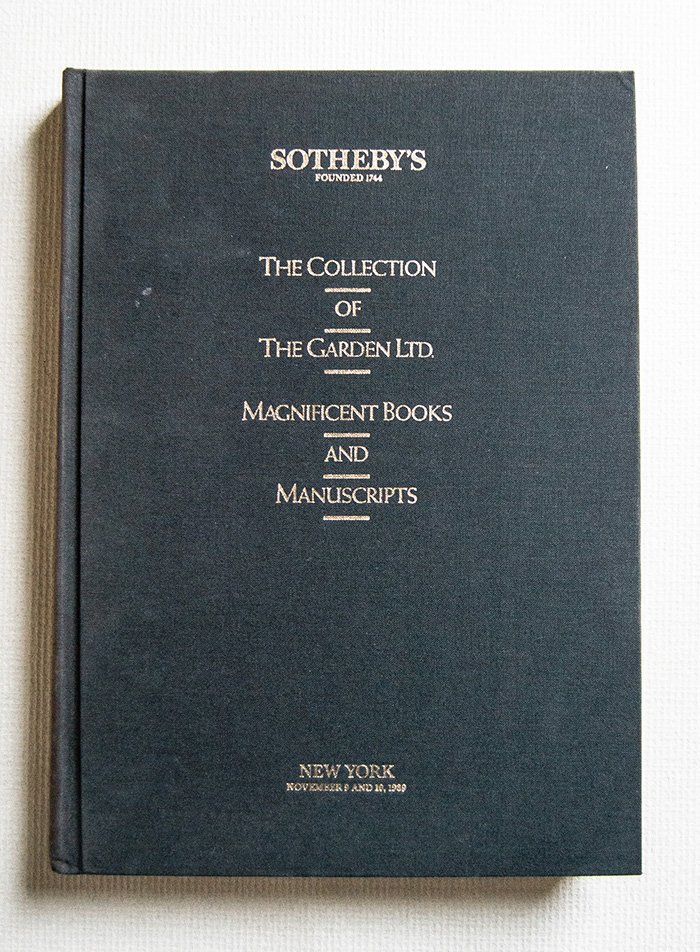 SOTHEBY'S
FOUNDED 1744
THE COLLECTION
OF
THE GARDEN LTD.
MAGNIFICENT BOOKS
AND
MANUSCRIPTS
NEW YORK
NOVEMBER 9 AND 10, 1989